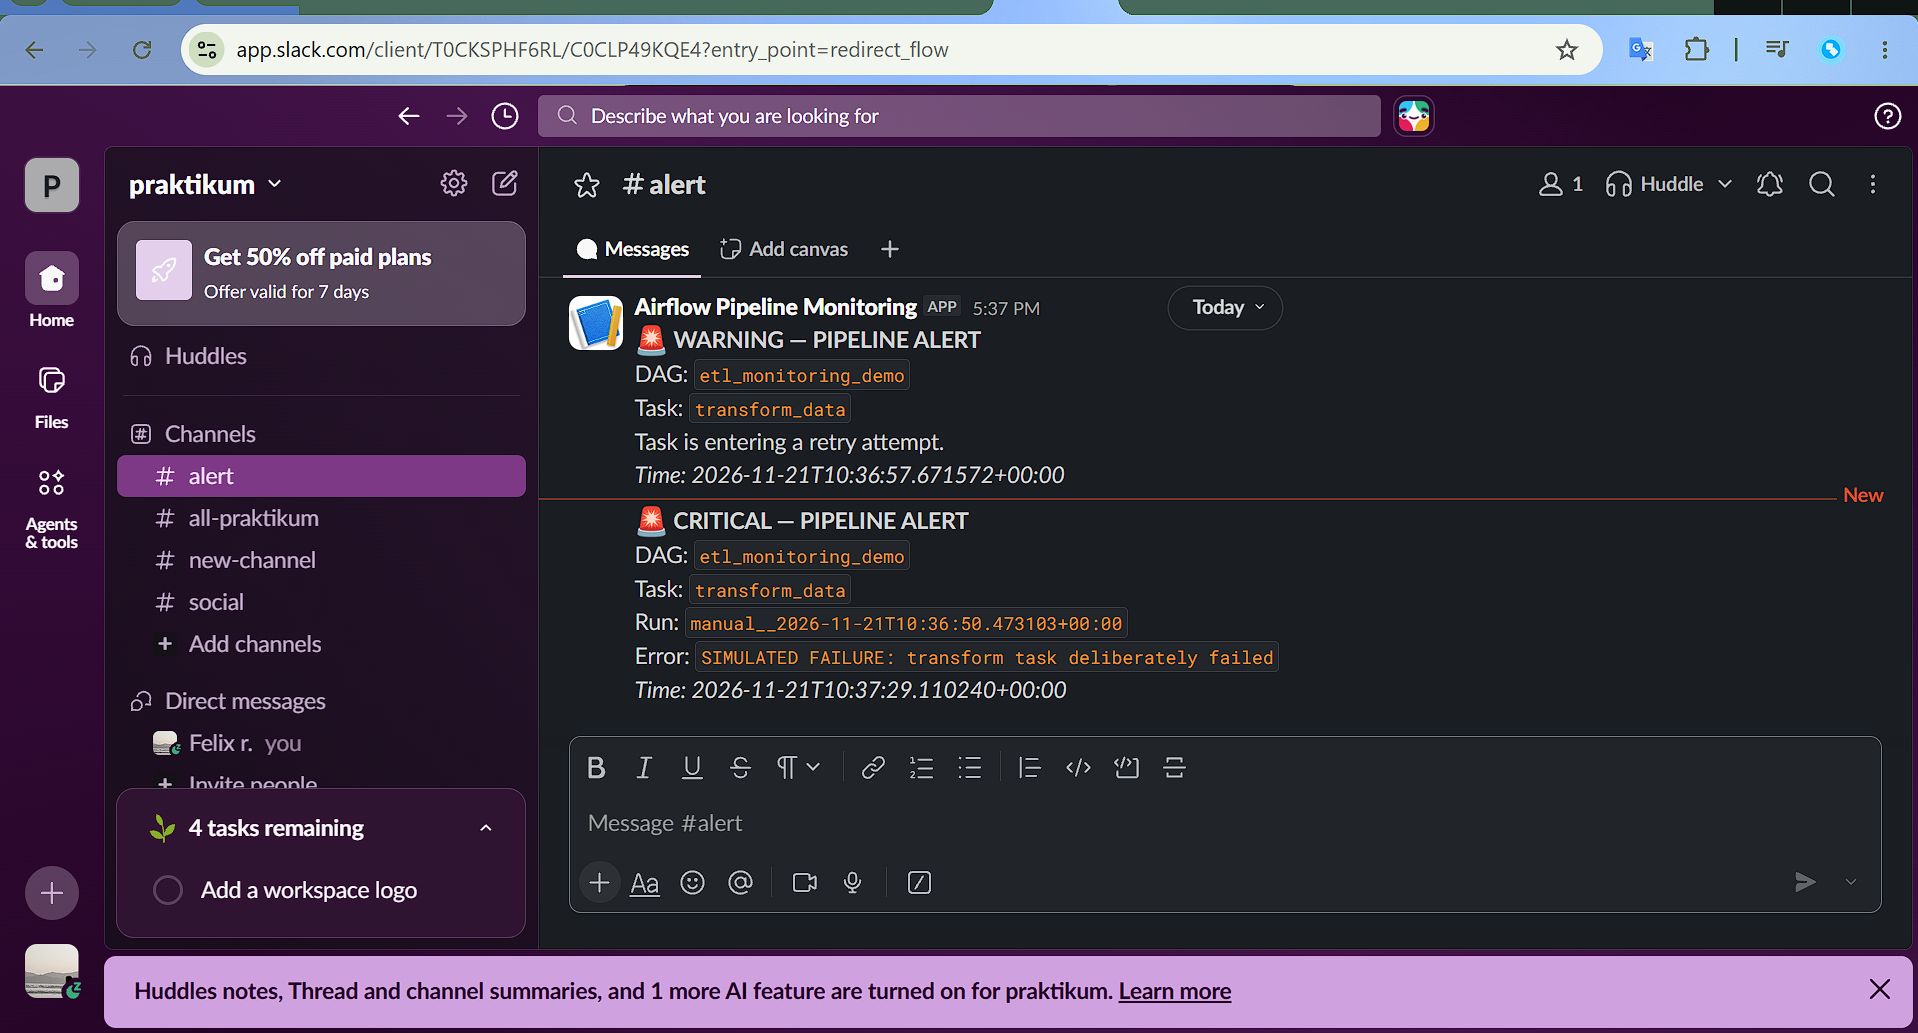 app.slack.com/client/T0CKSPHF6RL/C0CLP49KQE4?entry_point=redirect_flow
Describe what you are looking for
P
praktikum
# alert
1
Huddle
Get 50% off paid plans
Offer valid for 7 days
Messages
Add canvas
Home
Huddles
Files
Channels
# alert
# all-praktikum
# new-channel
# social
+ Add channels
Agents
& tools
Direct messages
Felix r. you
+ Invite people
4 tasks remaining
Add a workspace logo
Airflow Pipeline Monitoring APP 5:37 PM
Today
🚨 WARNING — PIPELINE ALERT
DAG: etl_monitoring_demo
Task: transform_data
Task is entering a retry attempt.
Time: 2026-11-21T10:36:57.671572+00:00
New
🚨 CRITICAL — PIPELINE ALERT
DAG: etl_monitoring_demo
Task: transform_data
Run: manual__2026-11-21T10:36:50.473103+00:00
Error: SIMULATED FAILURE: transform task deliberately failed
Time: 2026-11-21T10:37:29.110240+00:00
Message #alert
Aa
Huddles notes, Thread and channel summaries, and 1 more AI feature are turned on for praktikum. Learn more